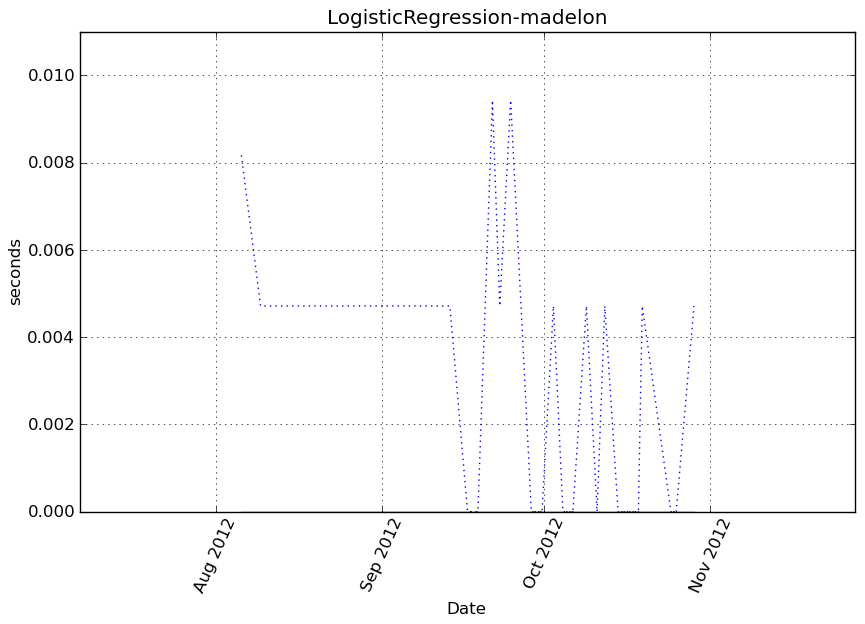 LogisticRegression-madelon
0.010
0.008
0.006
0.004
0.002
0.000
seconds
Aug 2012
Sep 2012
Oct 2012
Nov 2012
Date